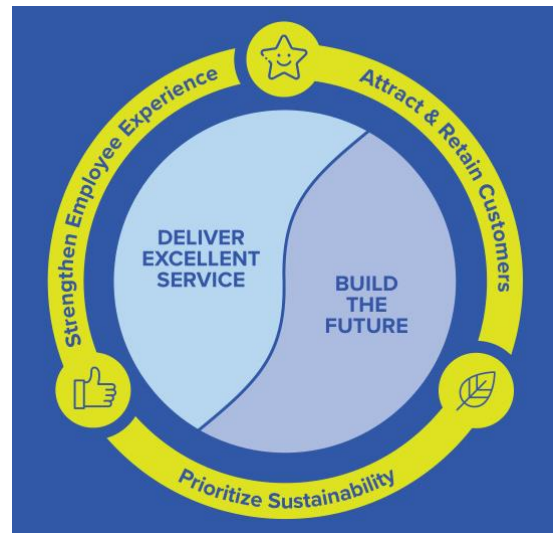 Strengthen Employee Experience
Attract & Retain Customers
DELIVER
EXCELLENT
SERVICE
BUILD
THE
FUTURE
Prioritize Sustainability